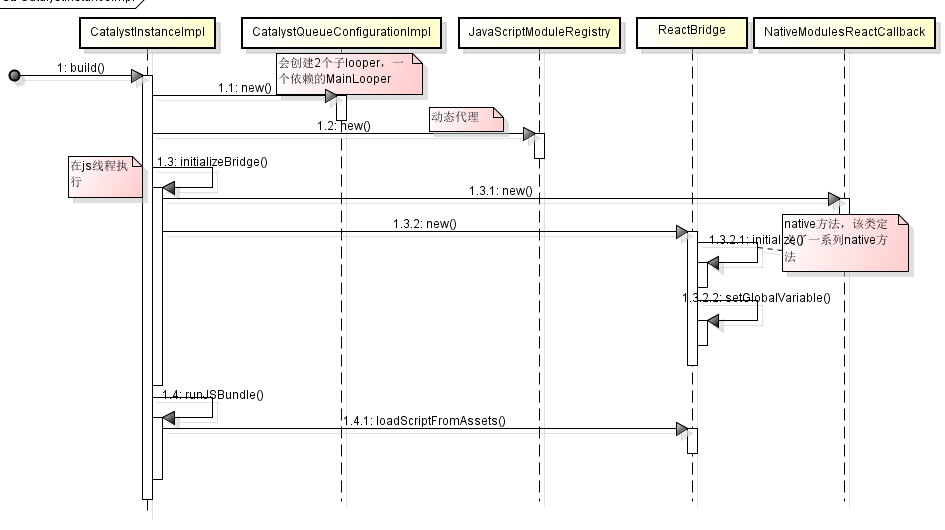 CatalystInstanceImpl
CatalystInstanceImpl
CatalystQueueConfigurationImpl
JavaScriptModuleRegistry
ReactBridge
NativeModulesReactCallback
会创建2个子looper，一
个依赖的MainLooper
1: build()
1.1: new()
动态代理
1.2: new()
在js线程执
行
1.3: initializeBridge()
1.3.1: new()
1.3.2: new()
native方法，该类定
义了一系列native方
法
1.3.2.1: initialize()
1.3.2.2: setGlobalVariable()
1.4: runJSBundle()
1.4.1: loadScriptFromAssets()